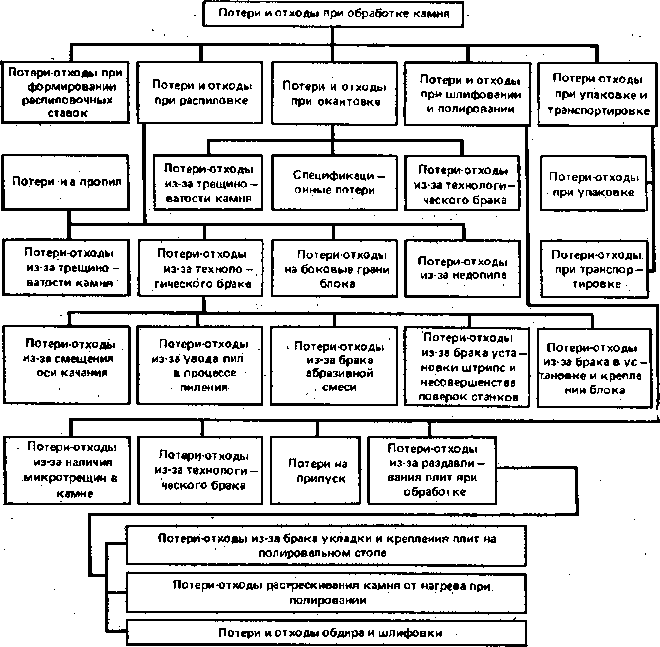 Потери и отходы при обработке камня
Потери-отходы при
формировании
распиловочных
ставок
Потери и отходы
при распиловке
Потери и отходы
при окантовке
Потери и отходы
при шлифовании
и полировании
Потери-отходы
при упаковке и
транспортировке
Потери на пропил
Потери-отходы
из-за трещино –
ватости камня
Спецификаци –
онные потери
Потери-отходы
из-за технологи –
ческого брака
Потери-отходы
при упаковке
Потери-отходы
из-за трещино –
ватости камня
Потери-отходы
из-за техноло –
гического брака
Потери-отходы
на боковые грани
блока
Потери-отходы
из-за недопила
Потери-отходы
при транспор –
тировке
Потери-отходы
из-за смещения
оси качания
Потери-отходы
из-за увода пил
в процессе
пиления
Потери-отходы
из-за брака
абразивной
смеси
Потери-отходы
из-за брака уста –
новки штрипс и
несовершенства
поверок станков
Потери-отходы
из-за брака в ус –
тановке и крепле
нии блока
Потери-отходы
из-за наличия
микротрещин в
камне
Потери-отходы
из-за технологи –
ческого брака
Потери на
припуск
Потери-отходы
из-за раздавли –
вания плит при
обработке
Потери-отходы из-за брака укладки и крепления плит на
полировальном столе
Потери-отходы растрескивания камня от нагрева при
полировании
Потери и отходы обдира и шлифовки